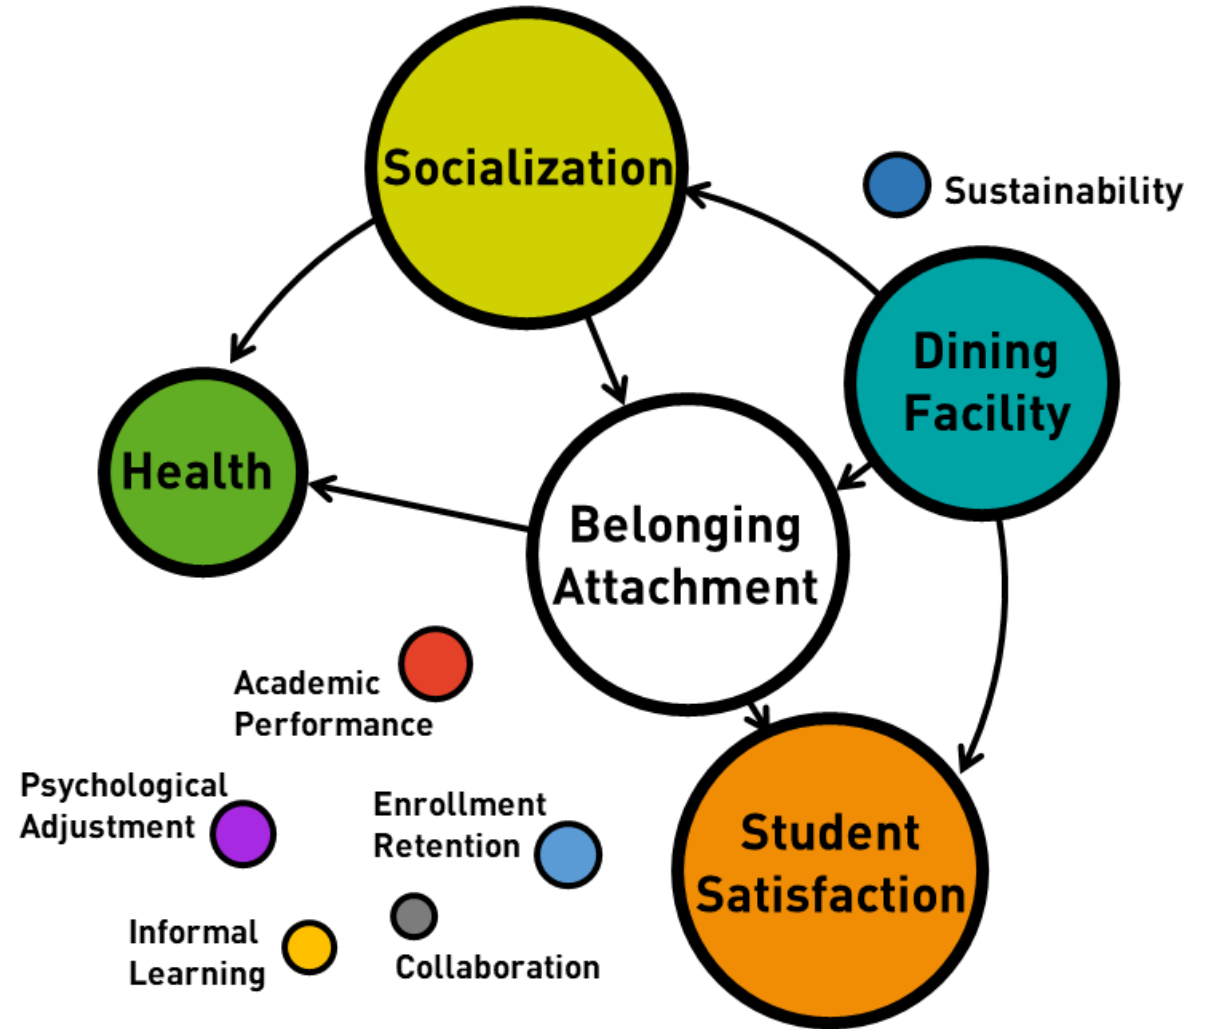 Socialization
Sustainability
Dining
Facility
Health
Belonging
Attachment
Academic
Performance
Psychological
Adjustment
Enrollment
Retention
Student
Satisfaction
Informal
Learning
Collaboration